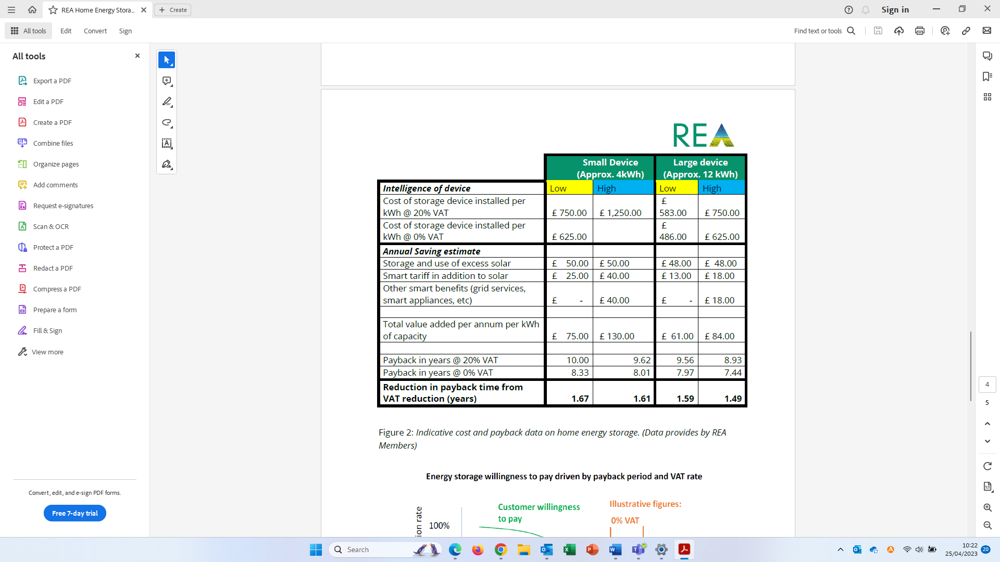 REA Home Energy Stora...
Create
Sign in
All tools
Edit
Convert
Sign
Find text or tools
All tools
Export a PDF
Edit a PDF
Create a PDF
Combine files
Organize pages
Add comments
Request e-signatures
Scan & OCR
Protect a PDF
Redact a PDF
Compress a PDF
Prepare a form
Fill & Sign
View more
Convert, edit, and e-sign PDF forms.
Free 7-day trial
REA
Small Device Large device
(Approx. 4kWh) (Approx. 12 kWh)
Intelligence of device Low High Low High
Cost of storage device installed per £
kWh @ 20% VAT £ 750.00 £ 1,250.00 583.00 £ 750.00
Cost of storage device installed per £
kWh @ 0% VAT £ 625.00 486.00 £ 625.00
Annual Saving estimate
Storage and use of excess solar £ 50.00 £ 50.00 £ 48.00 £ 48.00
Smart tariff in addition to solar £ 25.00 £ 40.00 £ 13.00 £ 18.00
Other smart benefits (grid services,
smart appliances, etc) £ - £ 40.00 £ - £ 18.00
Total value added per annum per kWh
of capacity £ 75.00 £ 130.00 £ 61.00 £ 84.00
Payback in years @ 20% VAT 10.00 9.62 9.56 8.93
Payback in years @ 0% VAT 8.33 8.01 7.97 7.44
Reduction in payback time from
VAT reduction (years) 1.67 1.61 1.59 1.49
Figure 2: Indicative cost and payback data on home energy storage. (Data provides by REA
Members)
Energy storage willingness to pay driven by payback period and VAT rate
Customer willingness
to pay
Illustrative figures:
0% VAT
ion rate
100%
4
5
Search
10:22
25/04/2023
20